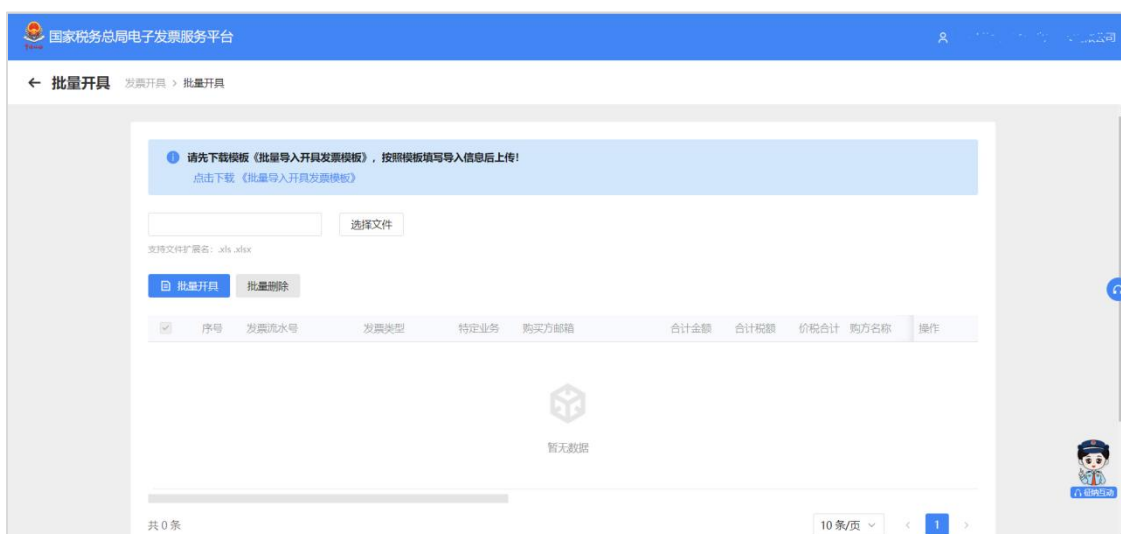 国家税务总局电子发票服务平台
公司
← 批量开具 发票开具 > 批量开具
请先下载模板《批量导入开具发票模板》，按照模板填写导入信息后上传！
点击下载 《批量导入开具发票模板》
选择文件
支持文件扩展名：.xls .xlsx
批量开具 批量删除
序号 发票流水号 发票类型 特定业务 购买方邮箱 合计金额 合计税额 价税合计 购方名称 操作
暂无数据
征纳互动
共 0 条 10 条/页 < 1 >